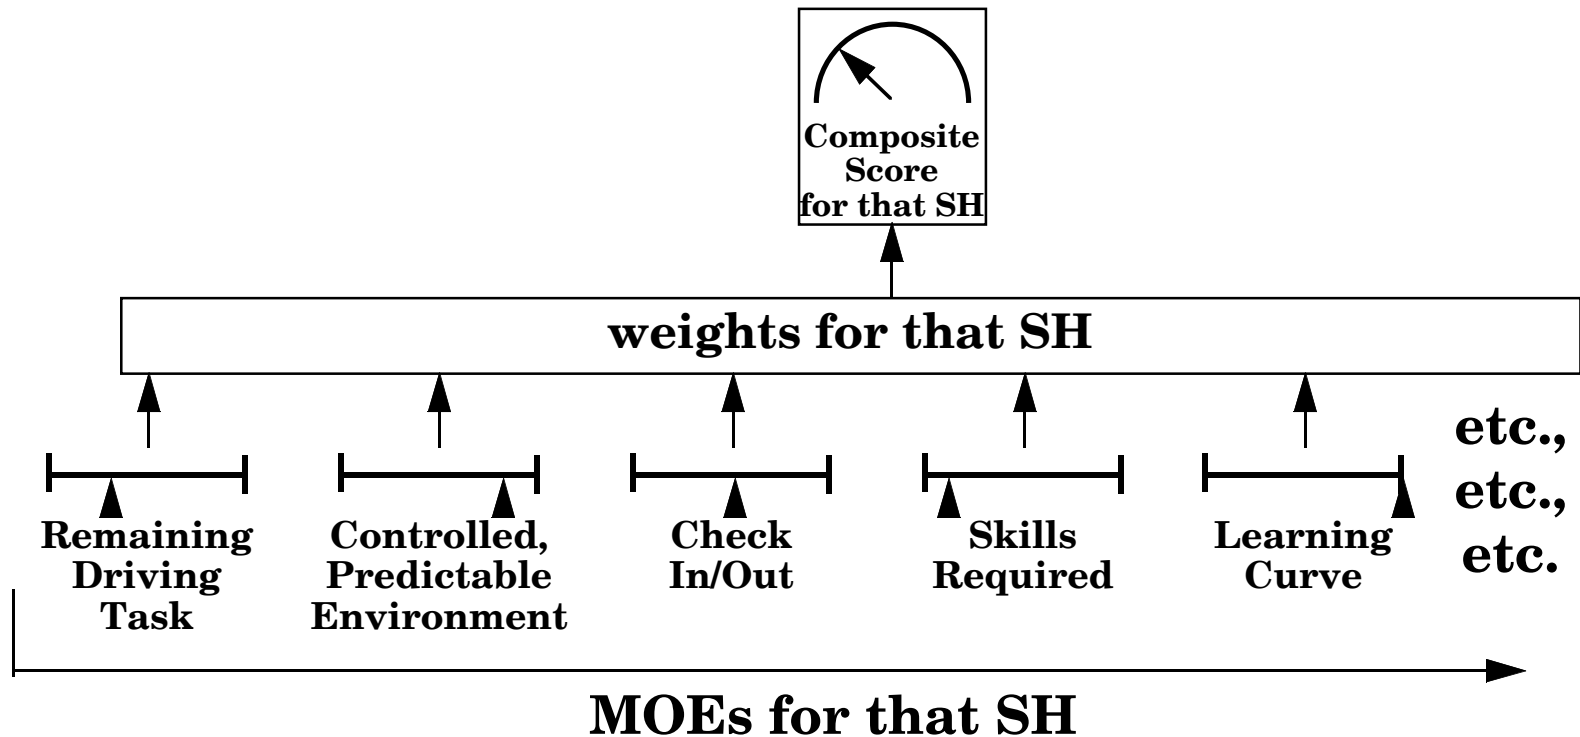 Composite
Score
for that SH
weights for that SH
Remaining
Driving
Task
Controlled,
Predictable
Environment
Check
In/Out
Skills
Required
Learning
Curve
etc.,
etc.,
etc.
MOEs for that SH